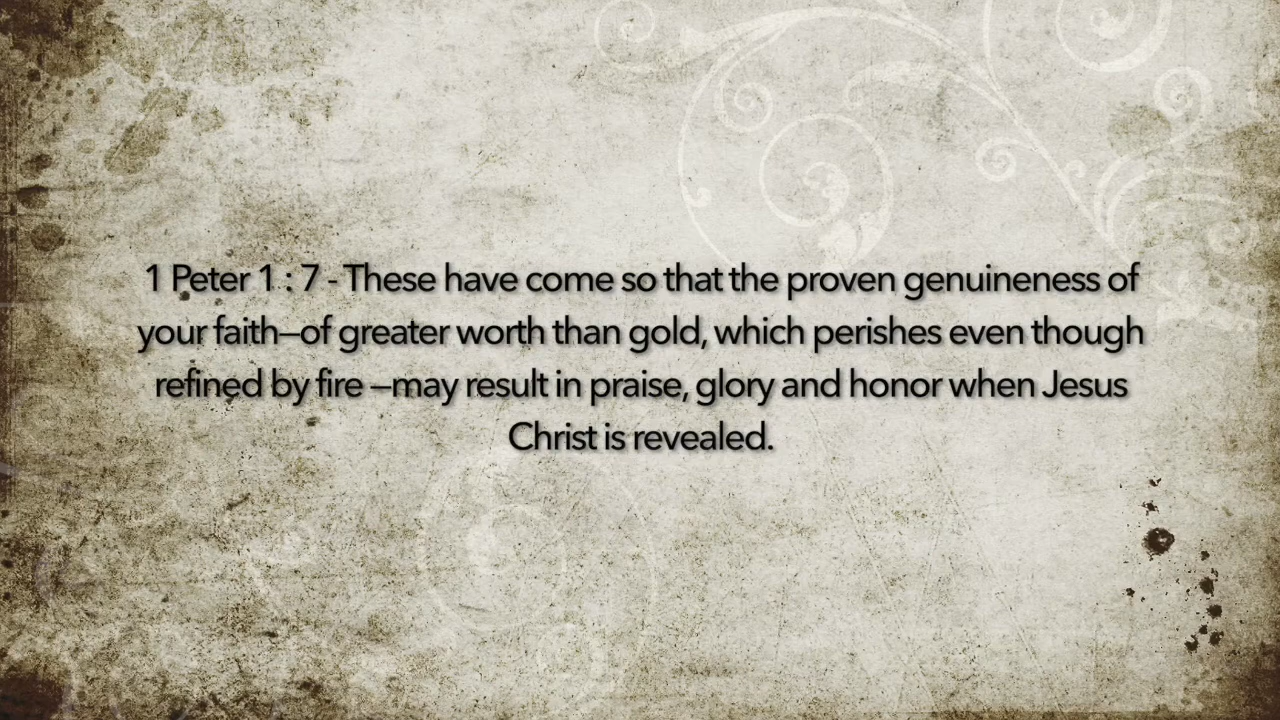 1 Peter 1 : 7 - These have come so that the proven genuineness of
your faith—of greater worth than gold, which perishes even though
refined by fire —may result in praise, glory and honor when Jesus
Christ is revealed.